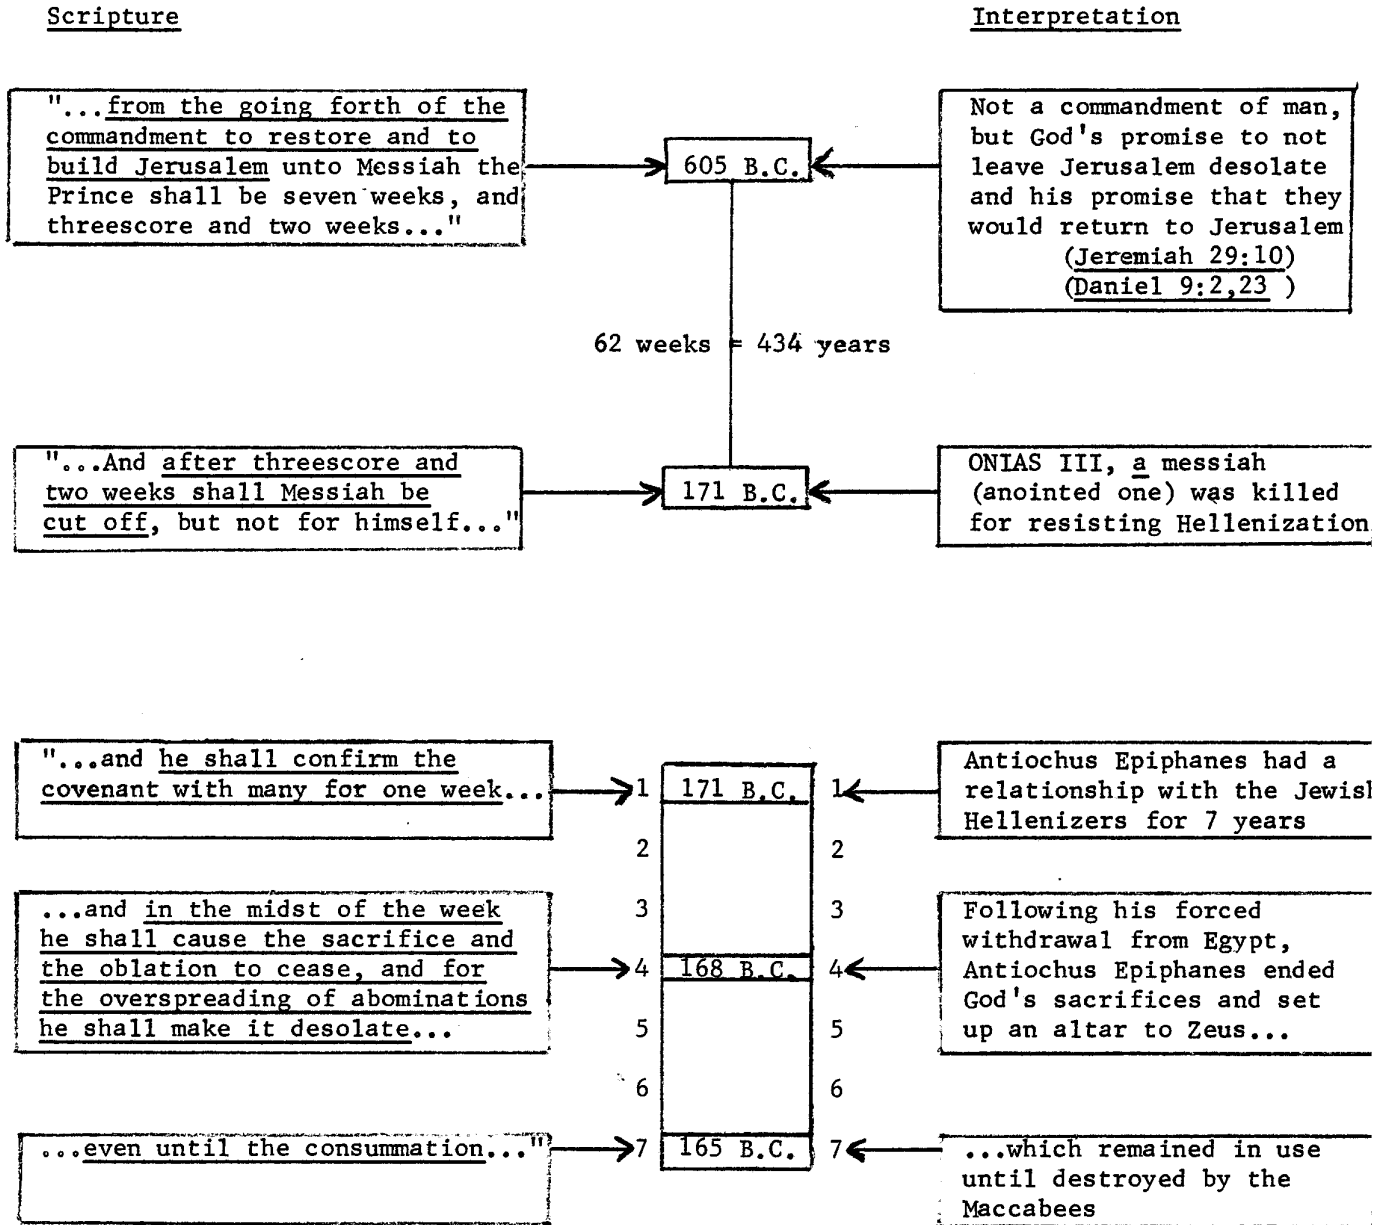 Scripture
Interpretation
"...from the going forth of the
commandment to restore and to
build Jerusalem unto Messiah the
Prince shall be seven weeks, and
threescore and two weeks..."
605 B.C.
Not a commandment of man,
but God's promise to not
leave Jerusalem desolate
and his promise that they
would return to Jerusalem
(Jeremiah 29:10)
(Daniel 9:2,23 )
62 weeks = 434 years
"...And after threescore and
two weeks shall Messiah be
cut off, but not for himself..."
171 B.C.
ONIAS III, a messiah
(anointed one) was killed
for resisting Hellenization
"...and he shall confirm the
covenant with many for one week...
1 171 B.C. 1
2 2
3 3
4 168 B.C. 4
5 5
6 6
7 165 B.C. 7
Antiochus Epiphanes had a
relationship with the Jewish
Hellenizers for 7 years
...and in the midst of the week
he shall cause the sacrifice and
the oblation to cease, and for
the overspreading of abominations
he shall make it desolate...
Following his forced
withdrawal from Egypt,
Antiochus Epiphanes ended
God's sacrifices and set
up an altar to Zeus...
...even until the consummation..."
...which remained in use
until destroyed by the
Maccabees